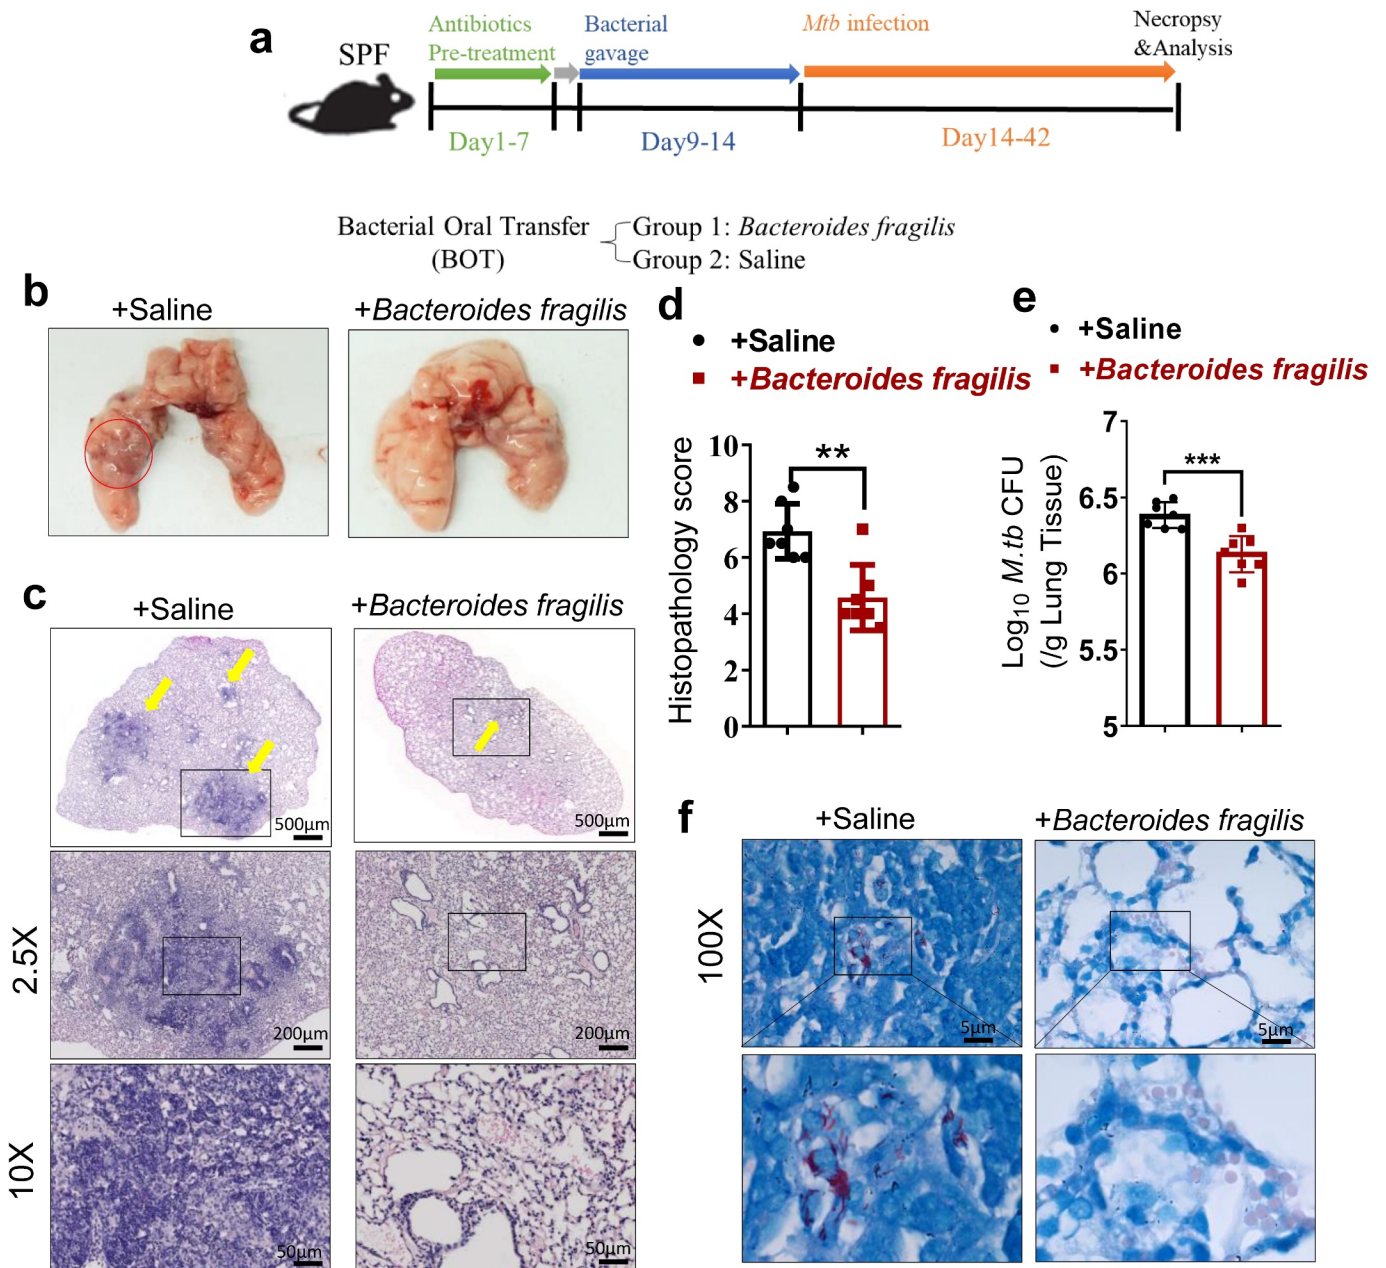 a
SPF
Antibiotics
Pre-treatment
Bacterial
gavage
Mtb infection
Necropsy
&Analysis
Day1-7
Day9-14
Day14-42
Bacterial Oral Transfer
(BOT)
Group 1: Bacteroides fragilis
Group 2: Saline
b
+Saline
+Bacteroides fragilis
c
+Saline
+Bacteroides fragilis
500μm
500μm
2.5X
200μm
200μm
10X
50μm
50μm
d
+Saline
+Bacteroides fragilis
Histopathology score
10
8
6
4
2
0
**
e
+Saline
+Bacteroides fragilis
Log10 M.tb CFU
(/g Lung Tissue)
7
6.5
6
5.5
5
***
f
+Saline
+Bacteroides fragilis
100X
5μm
5μm